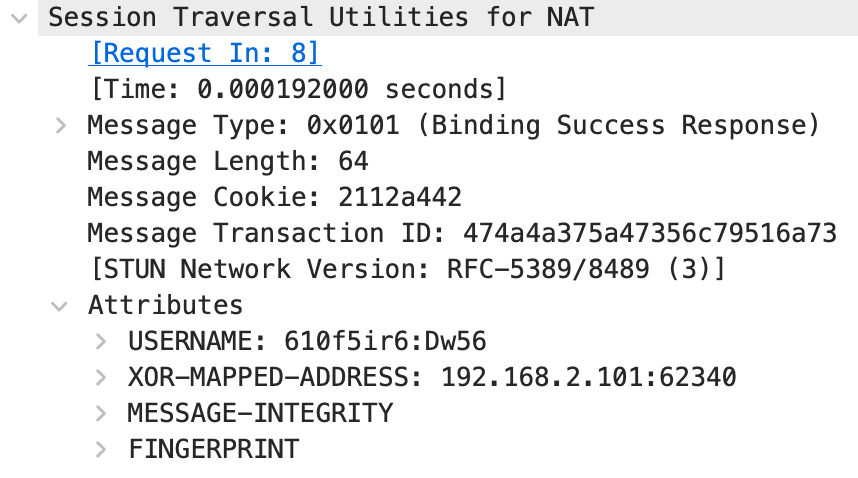 Session Traversal Utilities for NAT
[Request In: 8]
[Time: 0.000192000 seconds]
Message Type: 0x0101 (Binding Success Response)
Message Length: 64
Message Cookie: 2112a442
Message Transaction ID: 474a4a375a47356c79516a73
[STUN Network Version: RFC-5389/8489 (3)]
Attributes
USERNAME: 610f5ir6:Dw56
XOR-MAPPED-ADDRESS: 192.168.2.101:62340
MESSAGE-INTEGRITY
FINGERPRINT